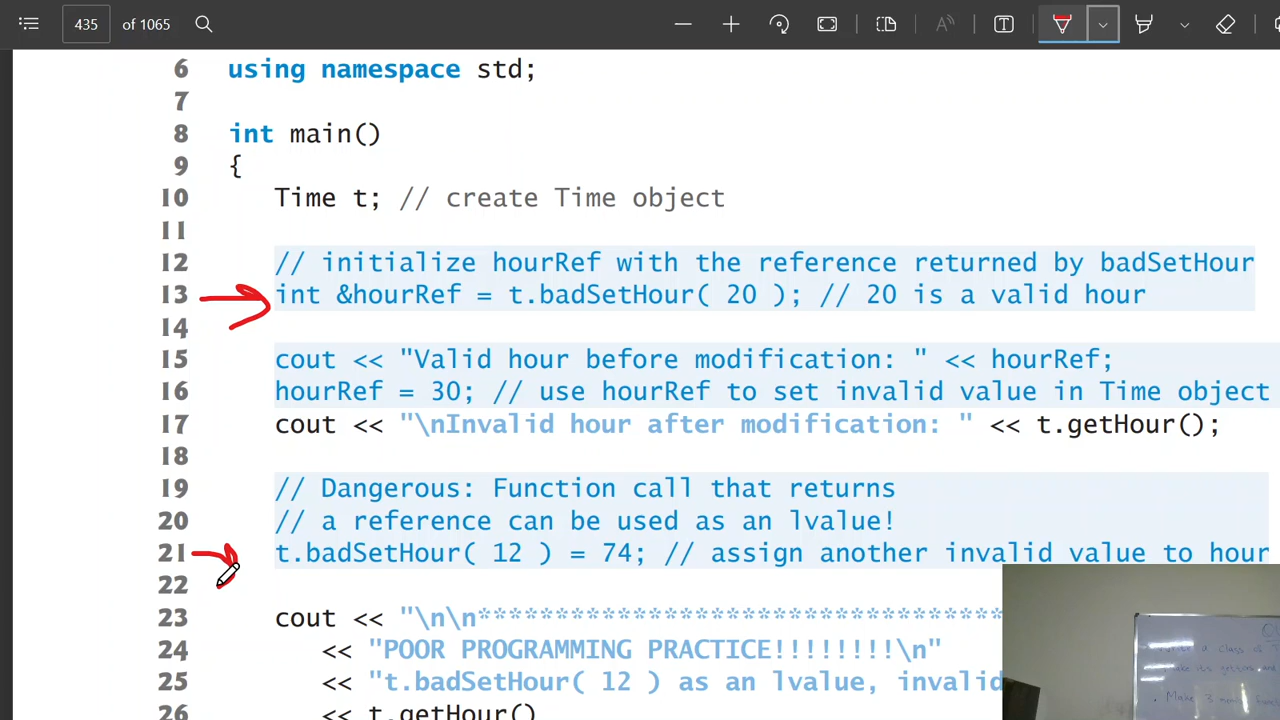 435 of 1065
6 using namespace std;
7
8 int main()
9 {
10 Time t; // create Time object
11
12 // initialize hourRef with the reference returned by badSetHour
13 int &hourRef = t.badSetHour( 20 ); // 20 is a valid hour
14
15 cout << "Valid hour before modification: " << hourRef;
16 hourRef = 30; // use hourRef to set invalid value in Time object
17 cout << "\nInvalid hour after modification: " << t.getHour();
18
19 // Dangerous: Function call that returns
20 // a reference can be used as an lvalue!
21 t.badSetHour( 12 ) = 74; // assign another invalid value to hour
22
23 cout << "\n\n***********************************
24 << "POOR PROGRAMMING PRACTICE!!!!!!!!\n"
25 << "t.badSetHour( 12 ) as an lvalue, invalid
26 << t.getHour()
a class